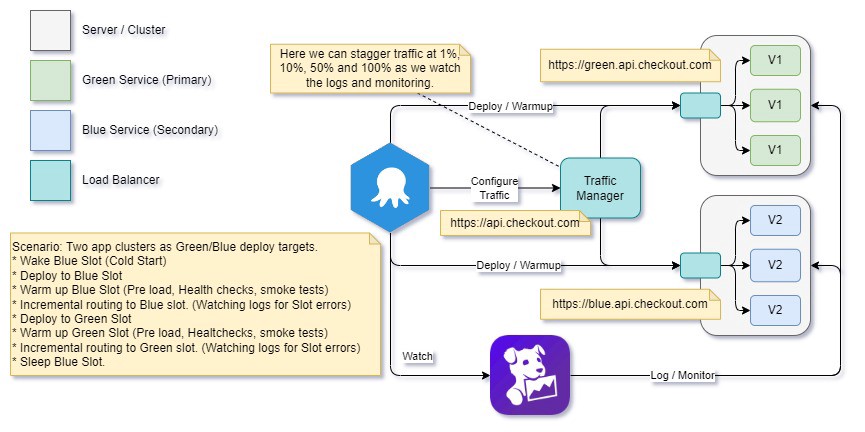 Server / Cluster
Green Service (Primary)
Blue Service (Secondary)
Load Balancer
Here we can stagger traffic at 1%,
10%, 50% and 100% as we watch
the logs and monitoring.
https://green.api.checkout.com
V1
V1
V1
Deploy / Warmup
Configure
Traffic
Traffic
Manager
https://api.checkout.com
V2
V2
V2
Deploy / Warmup
https://blue.api.checkout.com
Scenario: Two app clusters as Green/Blue deploy targets.
* Wake Blue Slot (Cold Start)
* Deploy to Blue Slot
* Warm up Blue Slot (Pre load, Health checks, smoke tests)
* Incremental routing to Blue slot. (Watching logs for Slot errors)
* Deploy to Green Slot
* Warm up Green Slot (Pre load, Healtchecks, smoke tests)
* Incremental routing to Green slot. (Watching logs for Slot errors)
* Sleep Blue Slot.
Watch
Log / Monitor